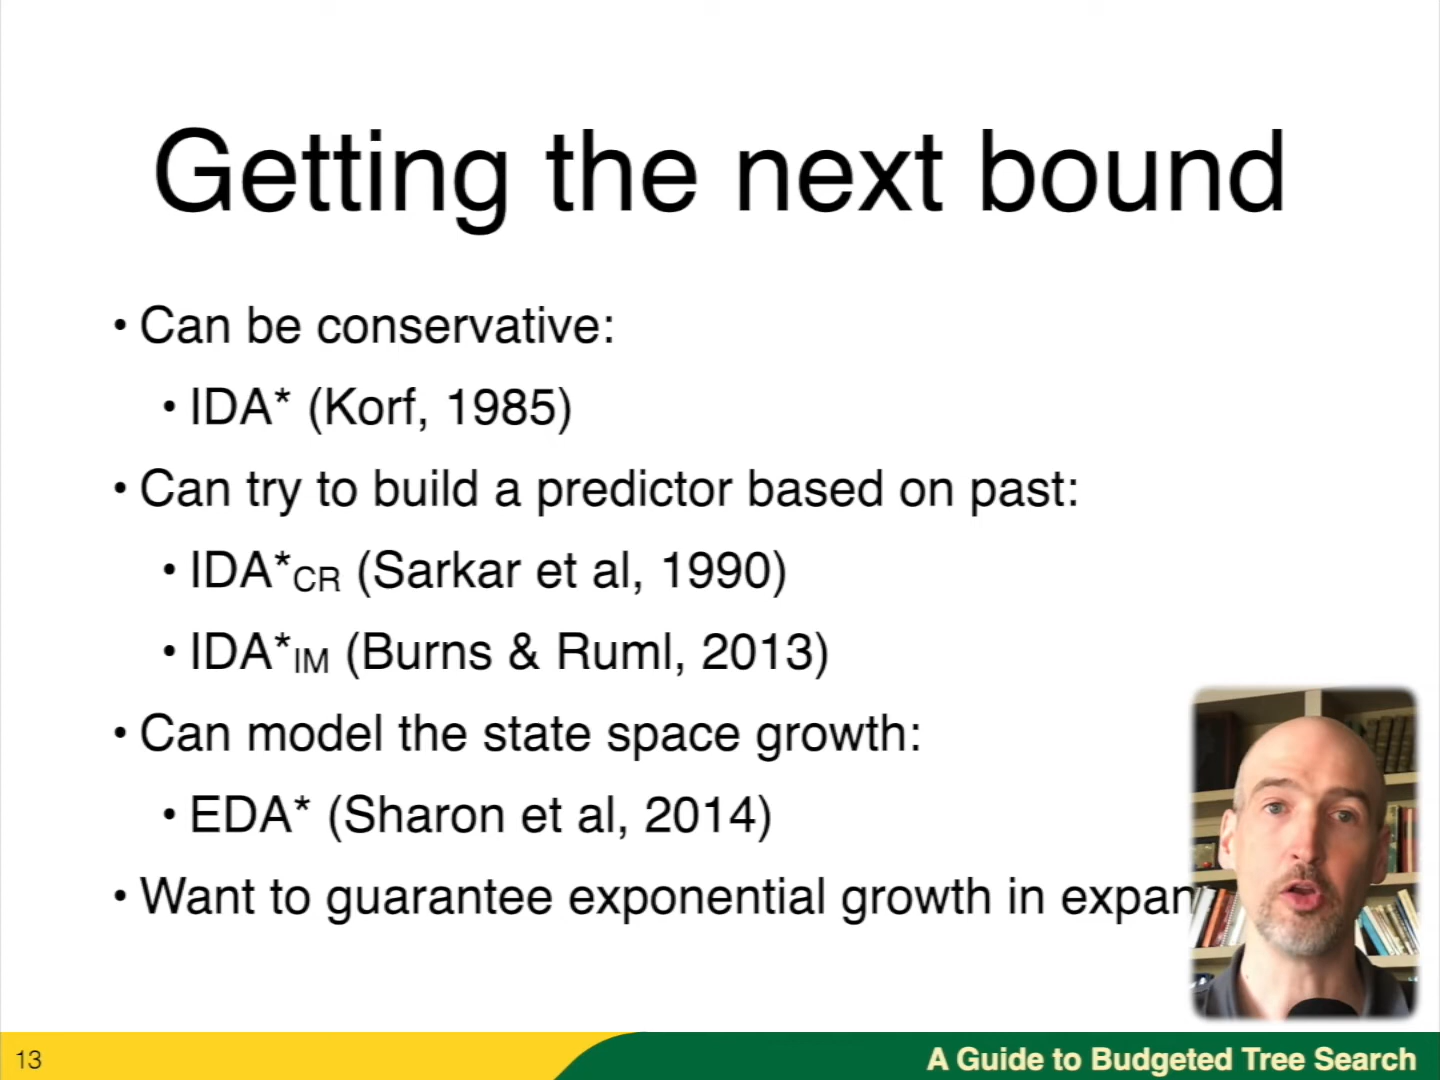 Getting the next bound
• Can be conservative:
• IDA* (Korf, 1985)
• Can try to build a predictor based on past:
• IDA*CR (Sarkar et al, 1990)
• IDA*IM (Burns & Ruml, 2013)
• Can model the state space growth:
• EDA* (Sharon et al, 2014)
• Want to guarantee exponential growth in expan
13
A Guide to Budgeted Tree Search